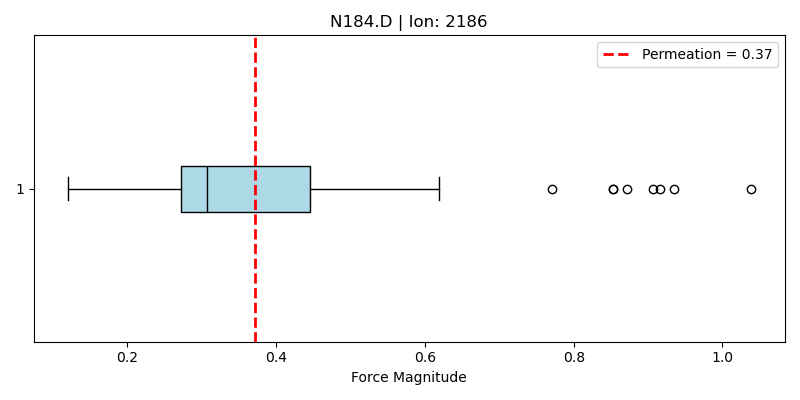 N184.D | Ion: 2186
Permeation = 0.37
1
0.2 0.4 0.6 0.8 1.0
Force Magnitude